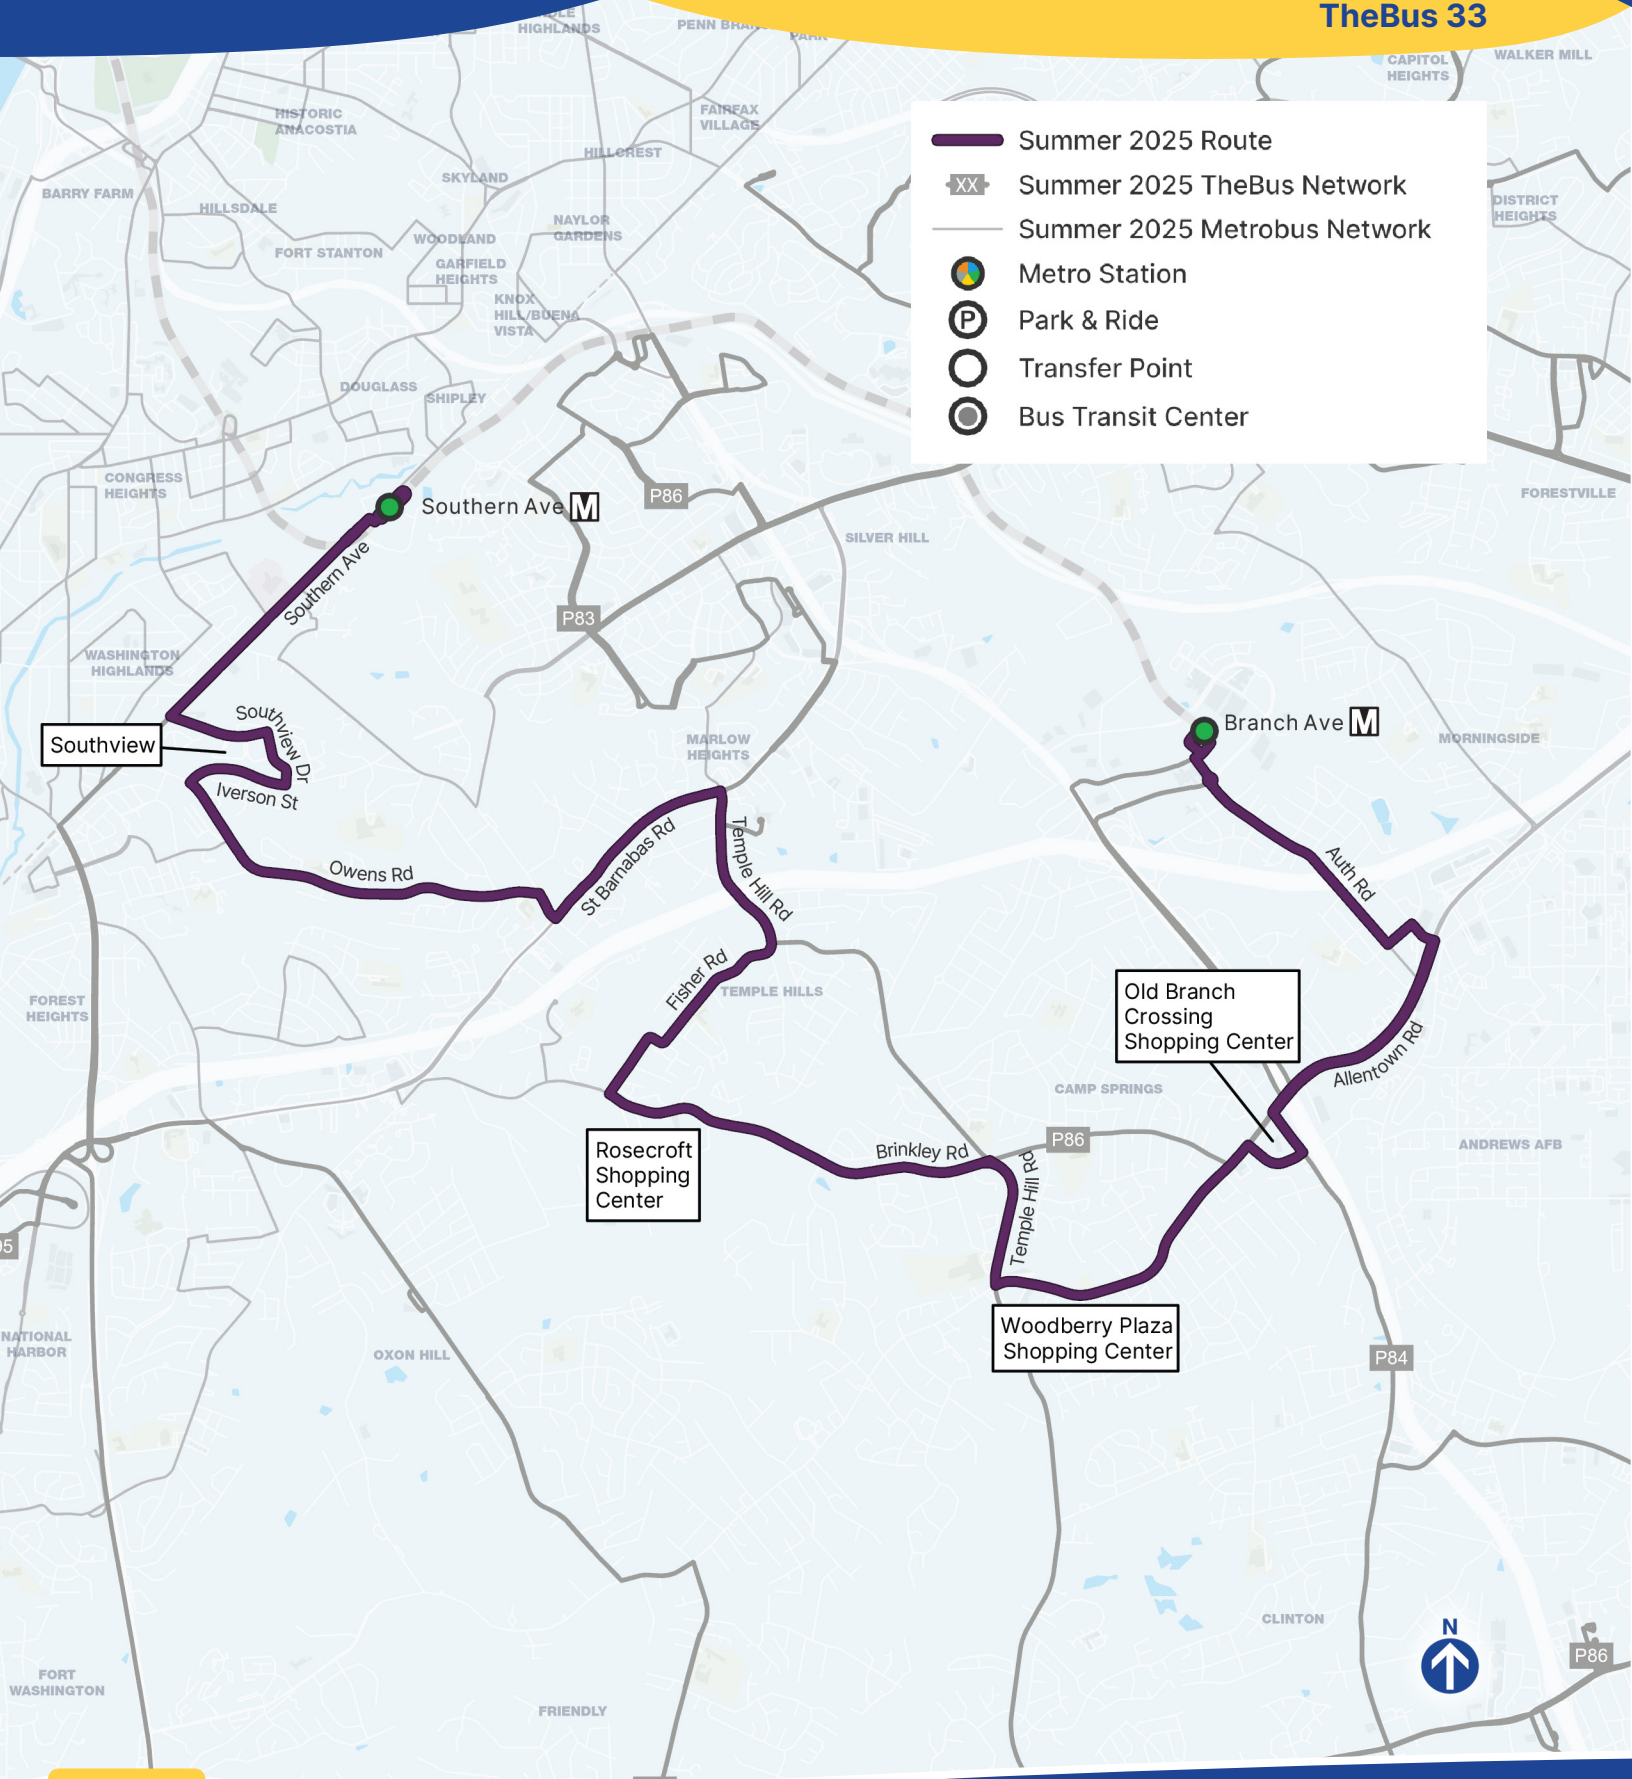 TheBus 33
HIGHLANDS
CAPITOL
HEIGHTS
WALKER MILL
HISTORIC
ANACOSTIA
FAIRFAX
VILLAGE
HILLCREST
SKYLAND
BARRY FARM
HILLSDALE
NAYLOR
GARDENS
FORT STANTON
WOODLAND
GARFIELD
HEIGHTS
KNOX
HILL/BUENA
VISTA
DOUGLASS
SHIPLEY
Summer 2025 Route
XX
Summer 2025 TheBus Network
Summer 2025 Metrobus Network
Metro Station
P
Park & Ride
Transfer Point
Bus Transit Center
DISTRICT
HEIGHTS
CONGRESS
HEIGHTS
Southern Ave M
P86
FORESTVILLE
SILVER HILL
Southern Ave
P83
WASHINGTON
HIGHLANDS
Southview Dr
Southview
Iverson St
MARLOW
HEIGHTS
Branch Ave M
MORNINGSIDE
Owens Rd
St Barnabas Rd
Temple Hill Rd
Auth Rd
Fisher Rd
TEMPLE HILLS
FOREST
HEIGHTS
Old Branch
Crossing
Shopping Center
Allentown Rd
CAMP SPRINGS
P86
ANDREWS AFB
Rosecroft
Shopping
Center
Brinkley Rd
Temple Hill Rd
Woodberry Plaza
Shopping Center
NATIONAL
HARBOR
OXON HILL
P84
CLINTON
N
P86
FORT
WASHINGTON
FRIENDLY